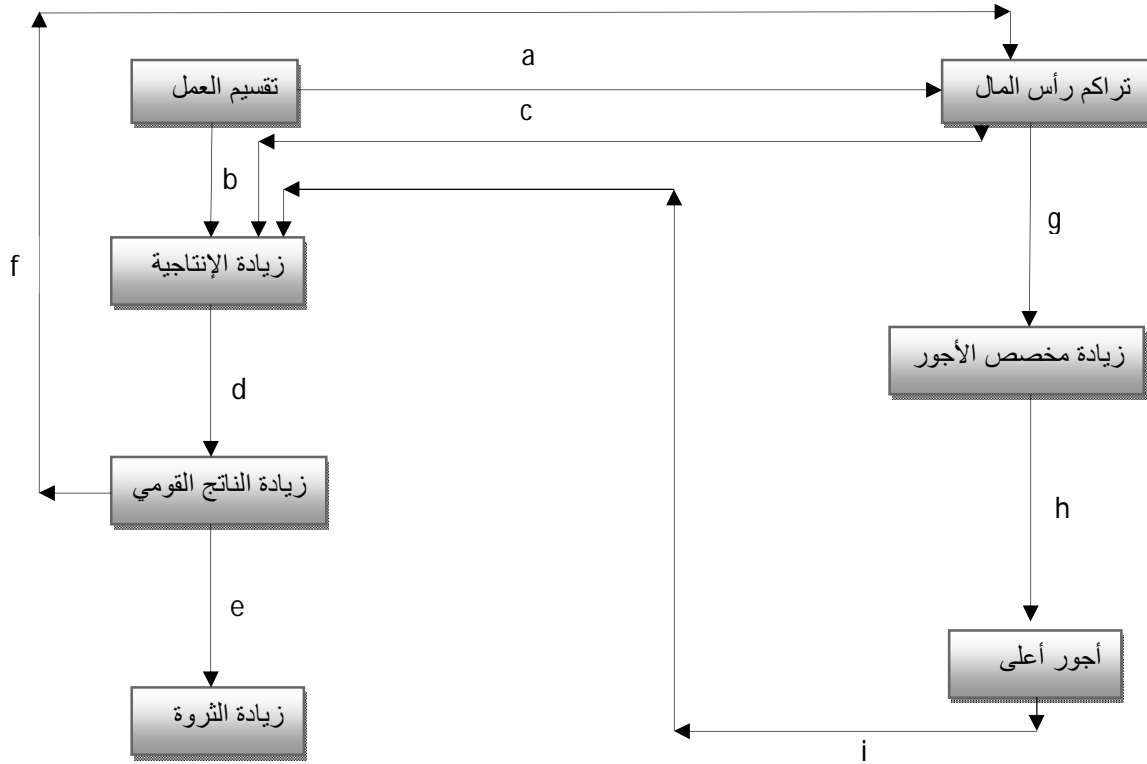 a
تقسيم العمل
تراكم رأس المال
c
b
g
زيادة الإنتاجية
f
زيادة مخصص الأجور
d
زيادة الناتج القومي
h
e
أجور أعلى
زيادة الثروة
i